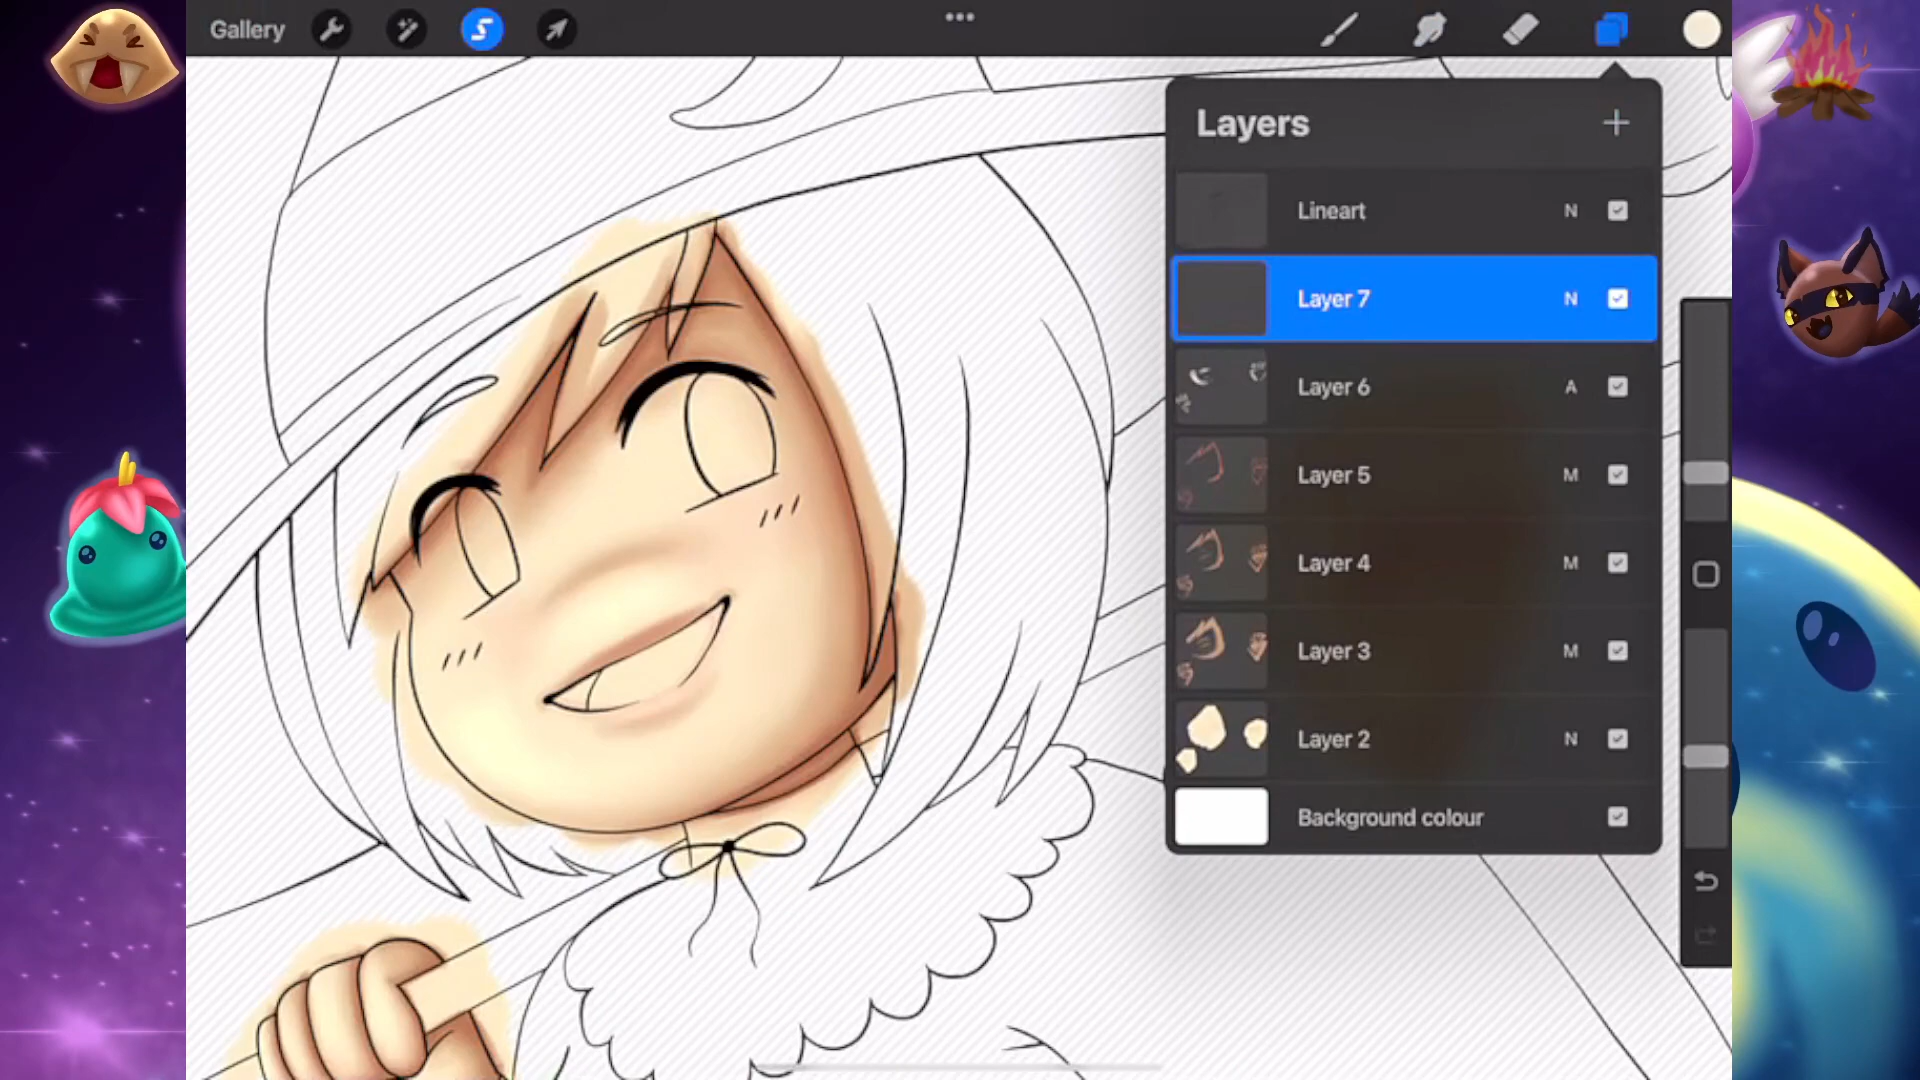 Gallery
Layers
Lineart N
Layer 7 N
Layer 6 A
Layer 5 M
Layer 4 M
Layer 3 M
Layer 2 N
Background colour